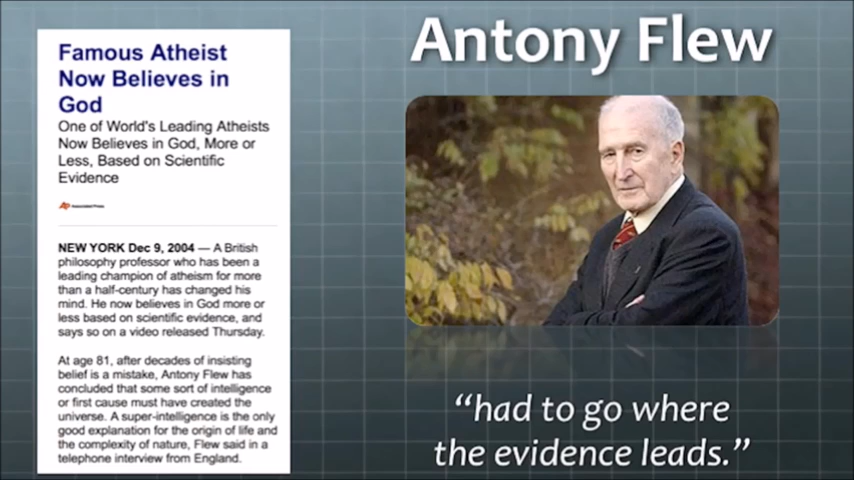 Famous Atheist
Now Believes in
God
One of World's Leading Atheists
Now Believes in God, More or
Less, Based on Scientific
Evidence
AP Associated Press
NEW YORK Dec 9, 2004 — A British
philosophy professor who has been a
leading champion of atheism for more
than a half-century has changed his
mind. He now believes in God more or
less based on scientific evidence, and
says so on a video released Thursday.
At age 81, after decades of insisting
belief is a mistake, Antony Flew has
concluded that some sort of intelligence
or first cause must have created the
universe. A super-intelligence is the only
good explanation for the origin of life and
the complexity of nature, Flew said in a
telephone interview from England.
Antony Flew
“had to go where
the evidence leads.”